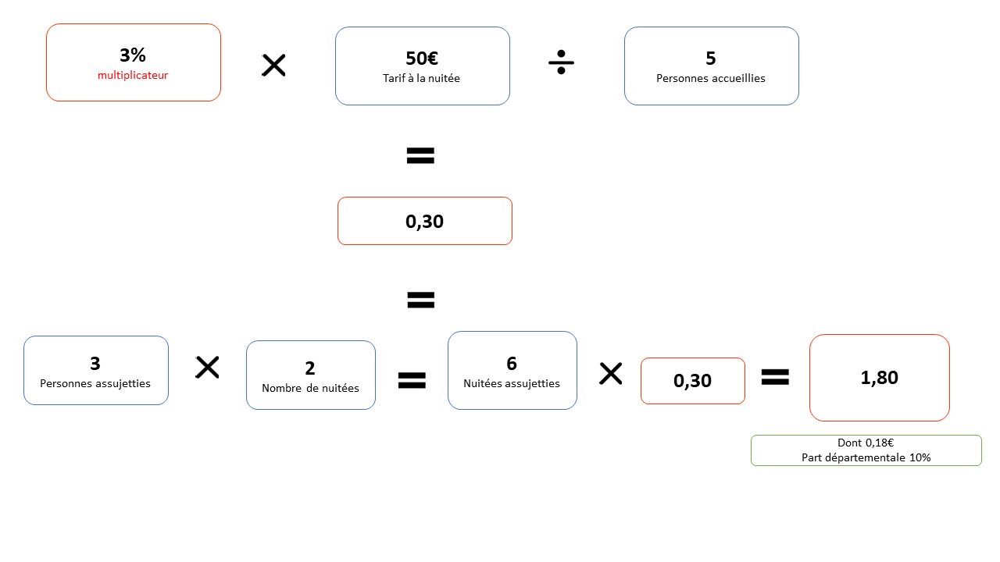 3%
multiplicateur
×
50€
Tarif à la nuitée
÷
5
Personnes accueillies
=
0,30
=
3
Personnes assujetties
×
2
Nombre de nuitées
=
6
Nuitées assujetties
×
0,30
=
1,80
Dont 0,18€
Part départementale 10%